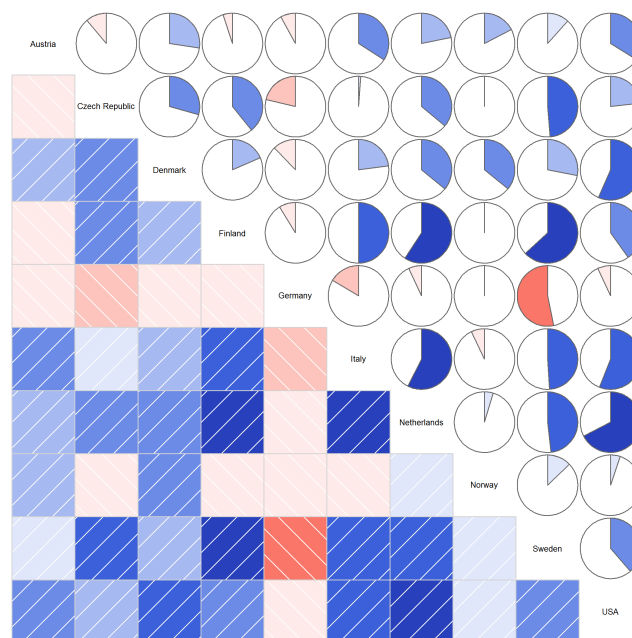 Austria
Czech Republic
Denmark
Finland
Germany
Italy
Netherlands
Norway
Sweden
USA